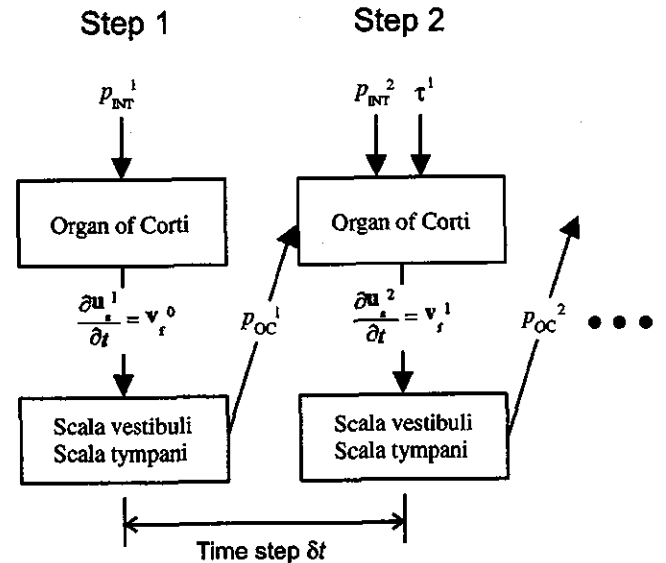 Step 1
Step 2
p_INT^1
p_INT^2 τ^1
Organ of Corti
Organ of Corti
∂u_s^1/∂t = v_f^0
p_OC^1
∂u_s^2/∂t = v_f^1
p_OC^2
Scala vestibuli
Scala tympani
Scala vestibuli
Scala tympani
Time step δt